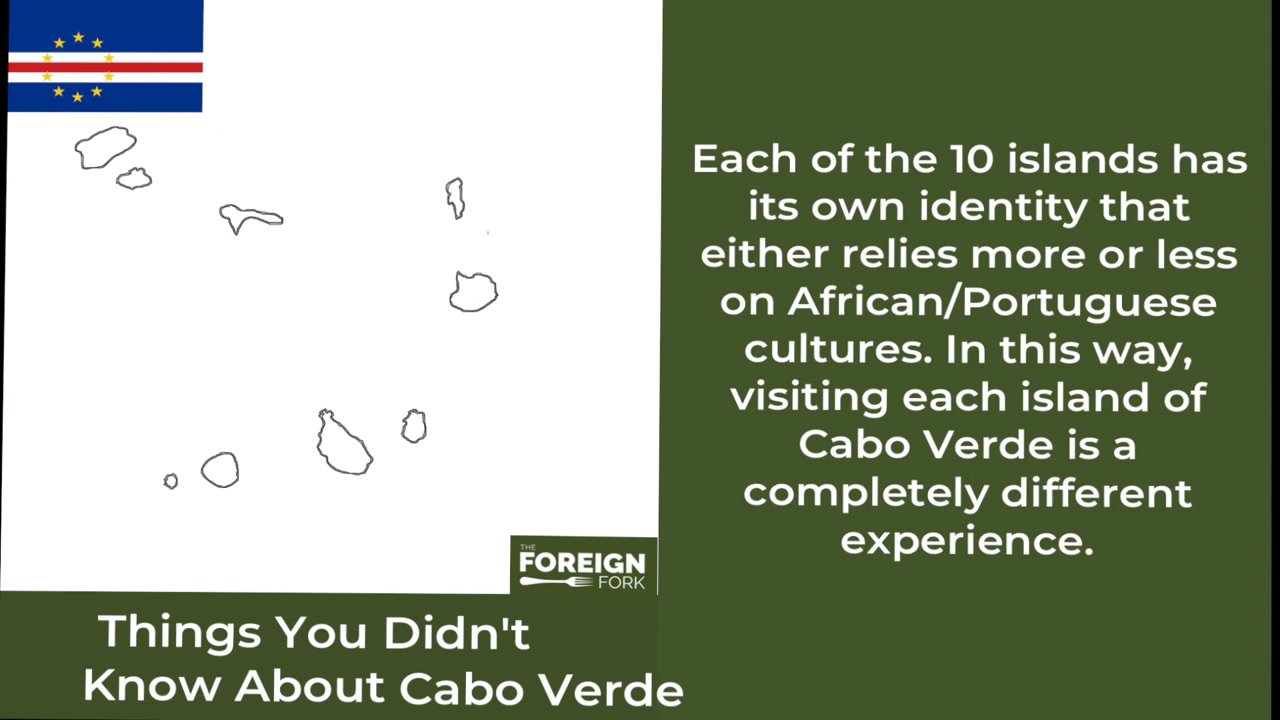 Each of the 10 islands has
its own identity that
either relies more or less
on African/Portuguese
cultures. In this way,
visiting each island of
Cabo Verde is a
completely different
experience.
THE
FOREIGN
FORK
Things You Didn't
Know About Cabo Verde